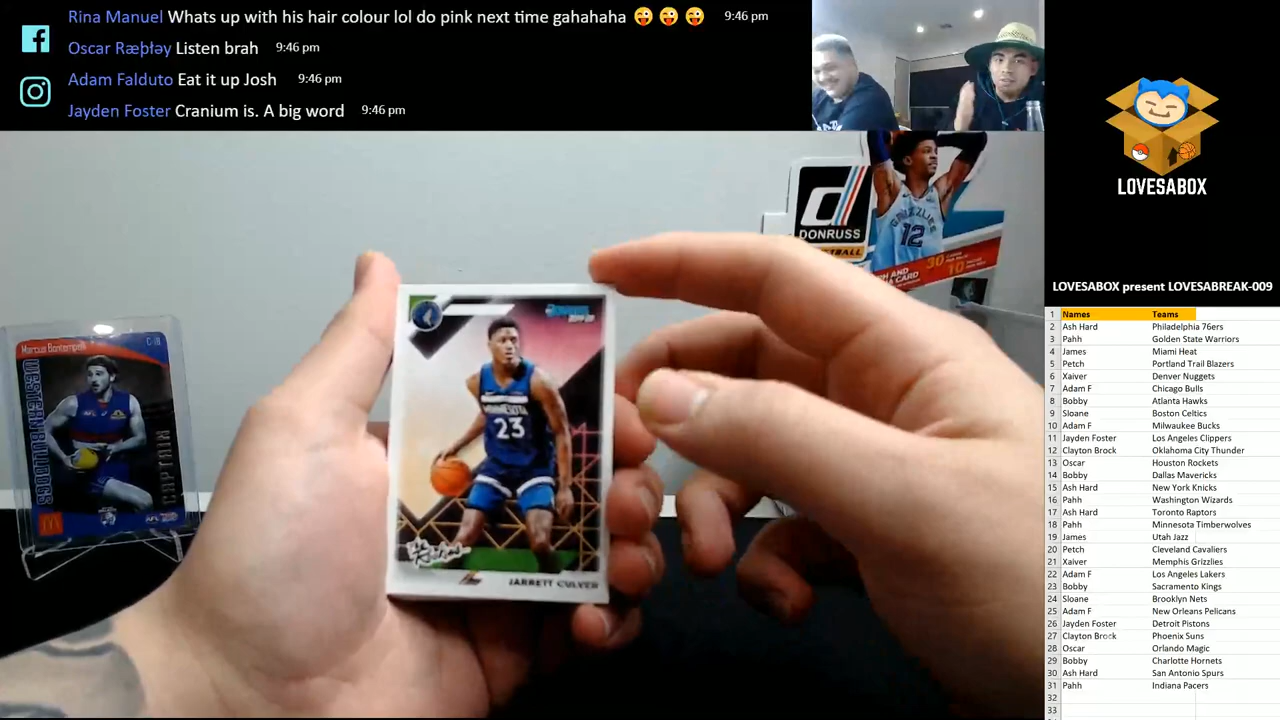 Rina Manuel Whats up with his hair colour lol do pink next time gahahaha 😜 😜 😜 9:46 pm
Oscar Ræþłəy Listen brah 9:46 pm
Adam Falduto Eat it up Josh 9:46 pm
Jayden Foster Cranium is. A big word 9:46 pm
DONRUSS
GRIZZLIES
12
30
10
Marcus Bontempelli
WESTERN BULLDOGS
CAPTAIN
MINNESOTA
23
JARRETT CULVER
LOVESABOX
LOVESABOX present LOVESABREAK-009
1 Names Teams
2 Ash Hard Philadelphia 76ers
3 Pahh Golden State Warriors
4 James Miami Heat
5 Petch Portland Trail Blazers
6 Xaiver Denver Nuggets
7 Adam F Chicago Bulls
8 Bobby Atlanta Hawks
9 Sloane Boston Celtics
10 Adam F Milwaukee Bucks
11 Jayden Foster Los Angeles Clippers
12 Clayton Brock Oklahoma City Thunder
13 Oscar Houston Rockets
14 Bobby Dallas Mavericks
15 Ash Hard New York Knicks
16 Pahh Washington Wizards
17 Ash Hard Toronto Raptors
18 Pahh Minnesota Timberwolves
19 James Utah Jazz
20 Petch Cleveland Cavaliers
21 Xaiver Memphis Grizzlies
22 Adam F Los Angeles Lakers
23 Bobby Sacramento Kings
24 Sloane Brooklyn Nets
25 Adam F New Orleans Pelicans
26 Jayden Foster Detroit Pistons
27 Clayton Brock Phoenix Suns
28 Oscar Orlando Magic
29 Bobby Charlotte Hornets
30 Ash Hard San Antonio Spurs
31 Pahh Indiana Pacers
32
33